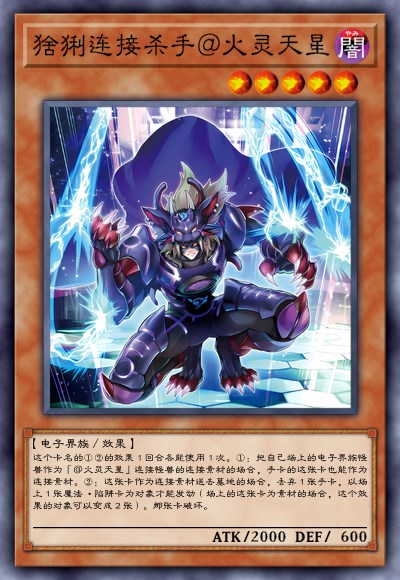 猞猁连接杀手@火灵天星
闇
やみ
【电子界族／效果】
这个卡名的①②的效果1回合各能使用1次。①：把自己场上的电子界族怪
兽作为「@火灵天星」连接怪兽的连接素材的场合，手卡的这张卡也能作为
连接素材。②：这张卡作为连接素材送去墓地的场合，丢弃1张手卡，以场
上1张魔法·陷阱卡为对象才能发动（场上的这张卡为素材的场合，这个效
果的对象可以变成2张）。那张卡破坏。
ATK/2000 DEF/ 600